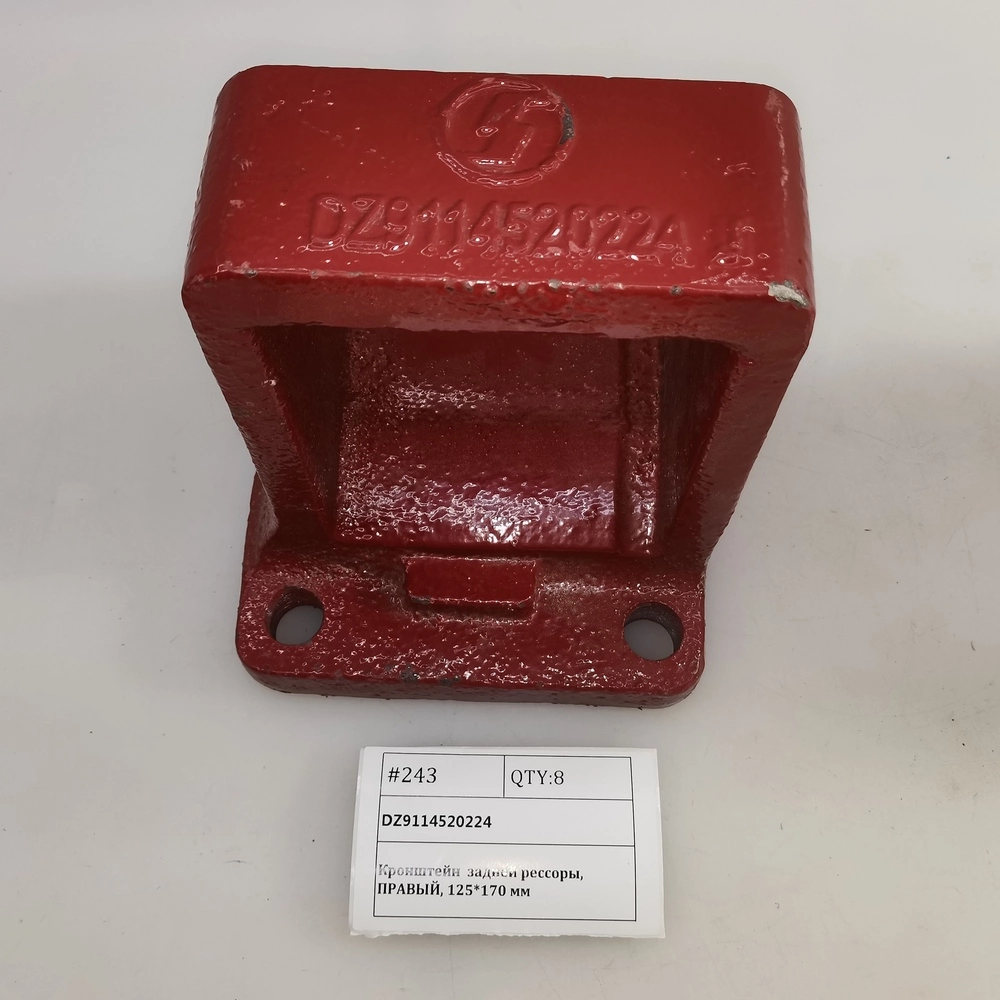 DZ9114520224
#243
QTY:8
DZ9114520224
Кронштейн задней рессоры,
ПРАВЫЙ, 125*170 мм